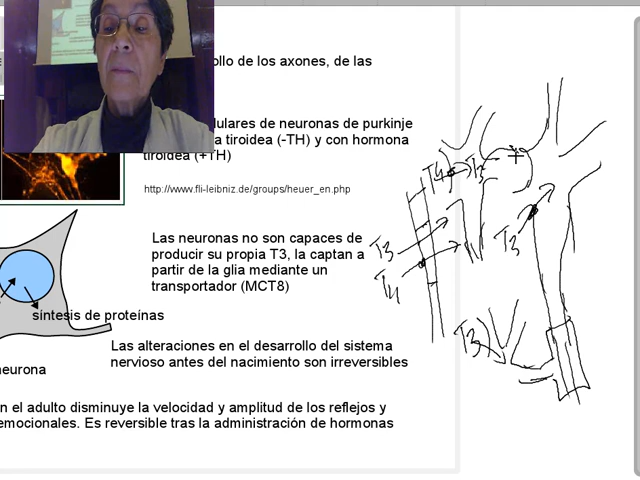 ollo de los axones, de las
lulares de neuronas de purkinje
a tiroidea (-TH) y con hormona
tiroidea (+TH)
http://www.fli-leibniz.de/groups/heuer_en.php
Las neuronas no son capaces de
producir su propia T3, la captan a
partir de la glia mediante un
transportador (MCT8)
síntesis de proteínas
Las alteraciones en el desarrollo del sistema
nervioso antes del nacimiento son irreversibles
neurona
n el adulto disminuye la velocidad y amplitud de los reflejos y
emocionales. Es reversible tras la administración de hormonas
T4
T3
T3
T4
T3